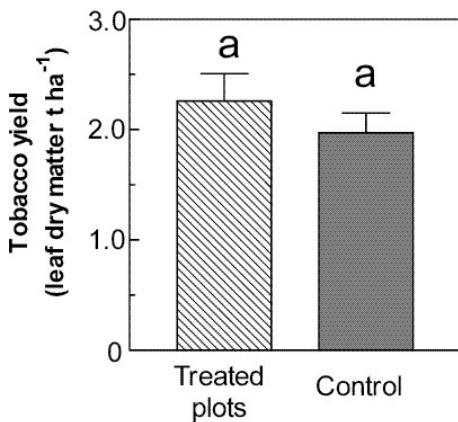 Tobacco yield
(leaf dry matter t ha⁻¹)
3.0
2.0
1.0
0
a
a
Treated
plots
Control